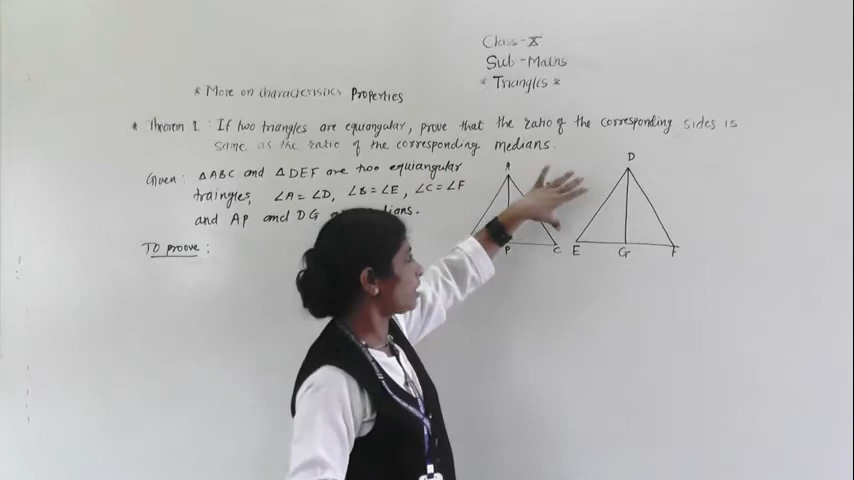 Class-X
Sub-Maths
* Triangles *
* More on characteristics Properties
* Theorem 1 : If two triangles are equiangular, prove that the ratio of the corresponding sides is
same as the ratio of the corresponding medians.
Given: △ABC and △DEF are two equiangular
traingles, ∠A = ∠D, ∠B = ∠E, ∠C = ∠F
and AP and DG
To proove :
A
P C
D
E G F